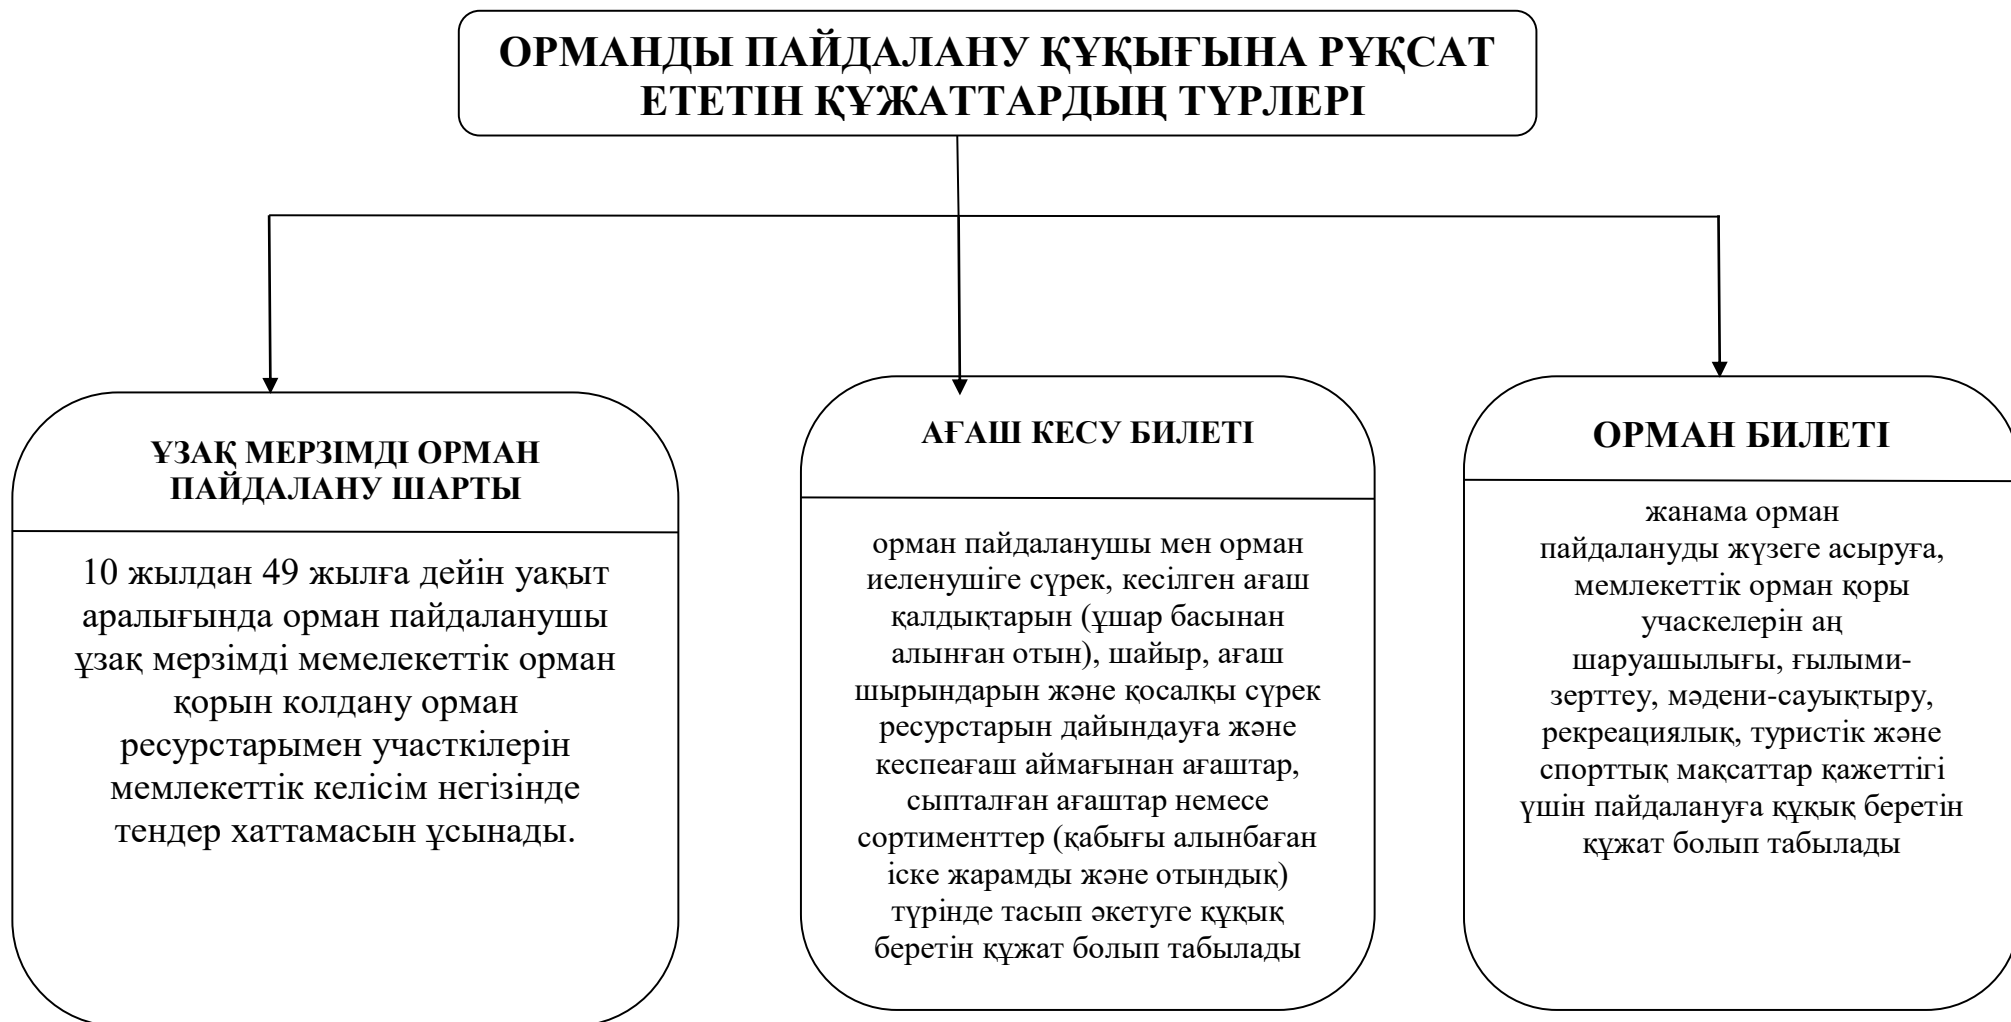 ОРМАНДЫ ПАЙДАЛАНУ ҚҰҚЫҒЫНА РҰҚСАТ
ЕТЕТІН ҚҰЖАТТАРДЫҢ ТҮРЛЕРІ
ҰЗАҚ МЕРЗІМДІ ОРМАН
ПАЙДАЛАНУ ШАРТЫ
10 жылдан 49 жылға дейін уақыт
аралығында орман пайдаланушы
ұзақ мерзімді мемелекеттік орман
қорын колдану орман
ресурстарымен участкілерін
мемлекеттік келісім негізінде
тендер хаттамасын ұсынады.
АҒАШ КЕСУ БИЛЕТІ
орман пайдаланушы мен орман
иеленушіге сүрек, кесілген ағаш
қалдықтарын (ұшар басынан
алынған отын), шайыр, ағаш
шырындарын және қосалқы сүрек
ресурстарын дайындауға және
кеспеағаш аймағынан ағаштар,
сыпталған ағаштар немесе
сортименттер (қабығы алынбаған
іске жарамды және отындық)
түрінде тасып әкетуге құқық
беретін құжат болып табылады
ОРМАН БИЛЕТІ
жанама орман
пайдалануды жүзеге асыруға,
мемлекеттік орман қоры
учаскелерін аң
шаруашылығы, ғылыми-
зерттеу, мәдени-сауықтыру,
рекреациялық, туристік және
спорттық мақсаттар қажеттігі
үшін пайдалануға құқық беретін
құжат болып табылады